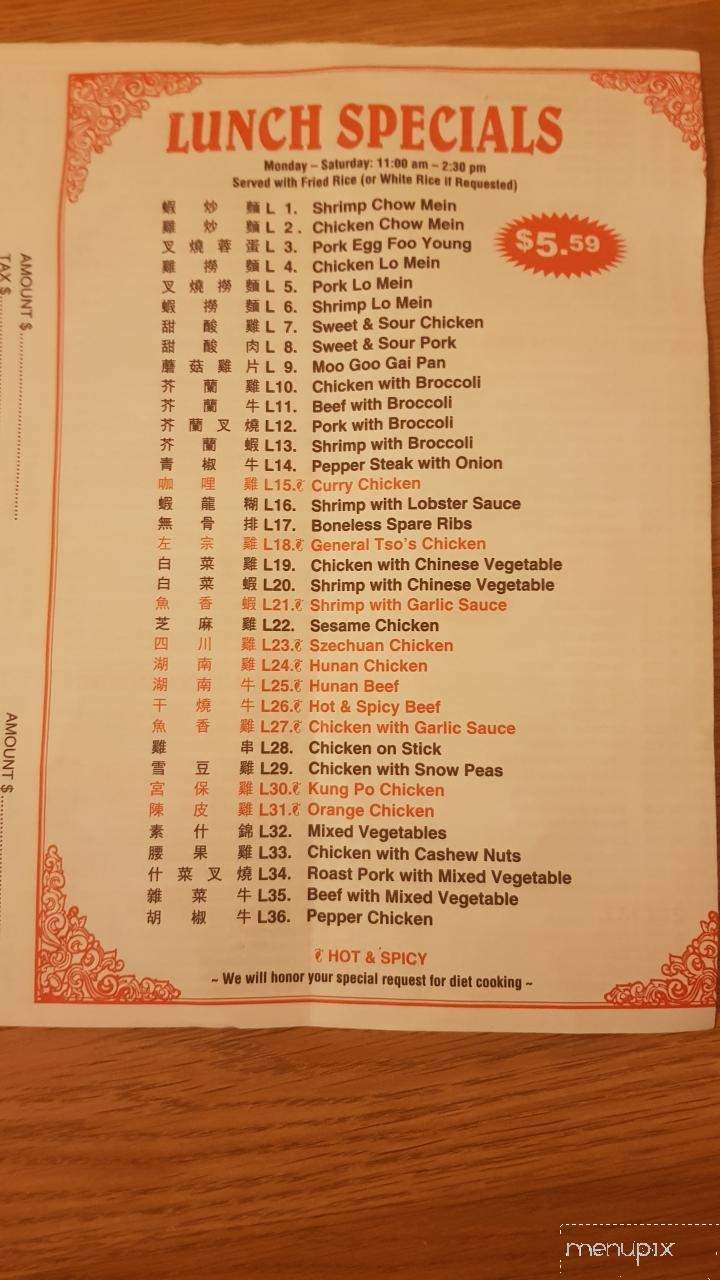 LUNCH SPECIALS
Monday – Saturday: 11:00 am – 2:30 pm
Served with Fried Rice (or White Rice If Requested)
$5.59
蝦 炒 麵 L 1. Shrimp Chow Mein
雞 炒 麵 L 2. Chicken Chow Mein
叉 燒 蓉 蛋 L 3. Pork Egg Foo Young
雞 撈 麵 L 4. Chicken Lo Mein
叉 燒 撈 麵 L 5. Pork Lo Mein
蝦 撈 麵 L 6. Shrimp Lo Mein
甜 酸 雞 L 7. Sweet & Sour Chicken
甜 酸 肉 L 8. Sweet & Sour Pork
蘑 菇 雞 片 L 9. Moo Goo Gai Pan
芥 蘭 雞 L10. Chicken with Broccoli
芥 蘭 牛 L11. Beef with Broccoli
芥 蘭 叉 燒 L12. Pork with Broccoli
芥 蘭 蝦 L13. Shrimp with Broccoli
青 椒 牛 L14. Pepper Steak with Onion
咖 哩 雞 L15. Curry Chicken
蝦 龍 糊 L16. Shrimp with Lobster Sauce
無 骨 排 L17. Boneless Spare Ribs
左 宗 雞 L18. General Tso's Chicken
白 菜 雞 L19. Chicken with Chinese Vegetable
白 菜 蝦 L20. Shrimp with Chinese Vegetable
魚 香 蝦 L21. Shrimp with Garlic Sauce
芝 麻 雞 L22. Sesame Chicken
四 川 雞 L23. Szechuan Chicken
湖 南 雞 L24. Hunan Chicken
湖 南 牛 L25. Hunan Beef
干 燒 牛 L26. Hot & Spicy Beef
魚 香 雞 L27. Chicken with Garlic Sauce
雞 串 L28. Chicken on Stick
雪 豆 雞 L29. Chicken with Snow Peas
宮 保 雞 L30. Kung Po Chicken
陳 皮 雞 L31. Orange Chicken
素 什 錦 L32. Mixed Vegetables
腰 果 雞 L33. Chicken with Cashew Nuts
什 菜 叉 燒 L34. Roast Pork with Mixed Vegetable
雜 菜 牛 L35. Beef with Mixed Vegetable
胡 椒 牛 L36. Pepper Chicken
HOT & SPICY
~ We will honor your special request for diet cooking ~
AMOUNT $
TAX $
AMOUNT $
menupix